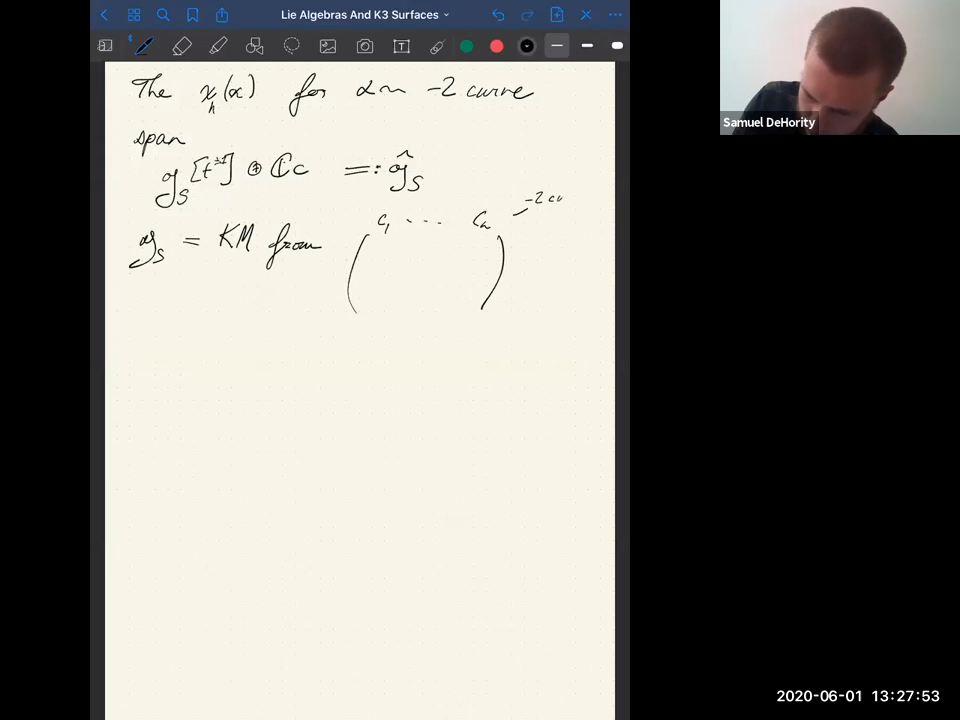 Lie Algebras And K3 Surfaces
The x_n(α) for α ~ -2 curve
span
g_S[t^{±1}] ⊕ ℂc =: ĝ_S
g_S = KM from ( C_1 ... C_n ) -2 cu
Samuel DeHority
2020-06-01 13:27:53